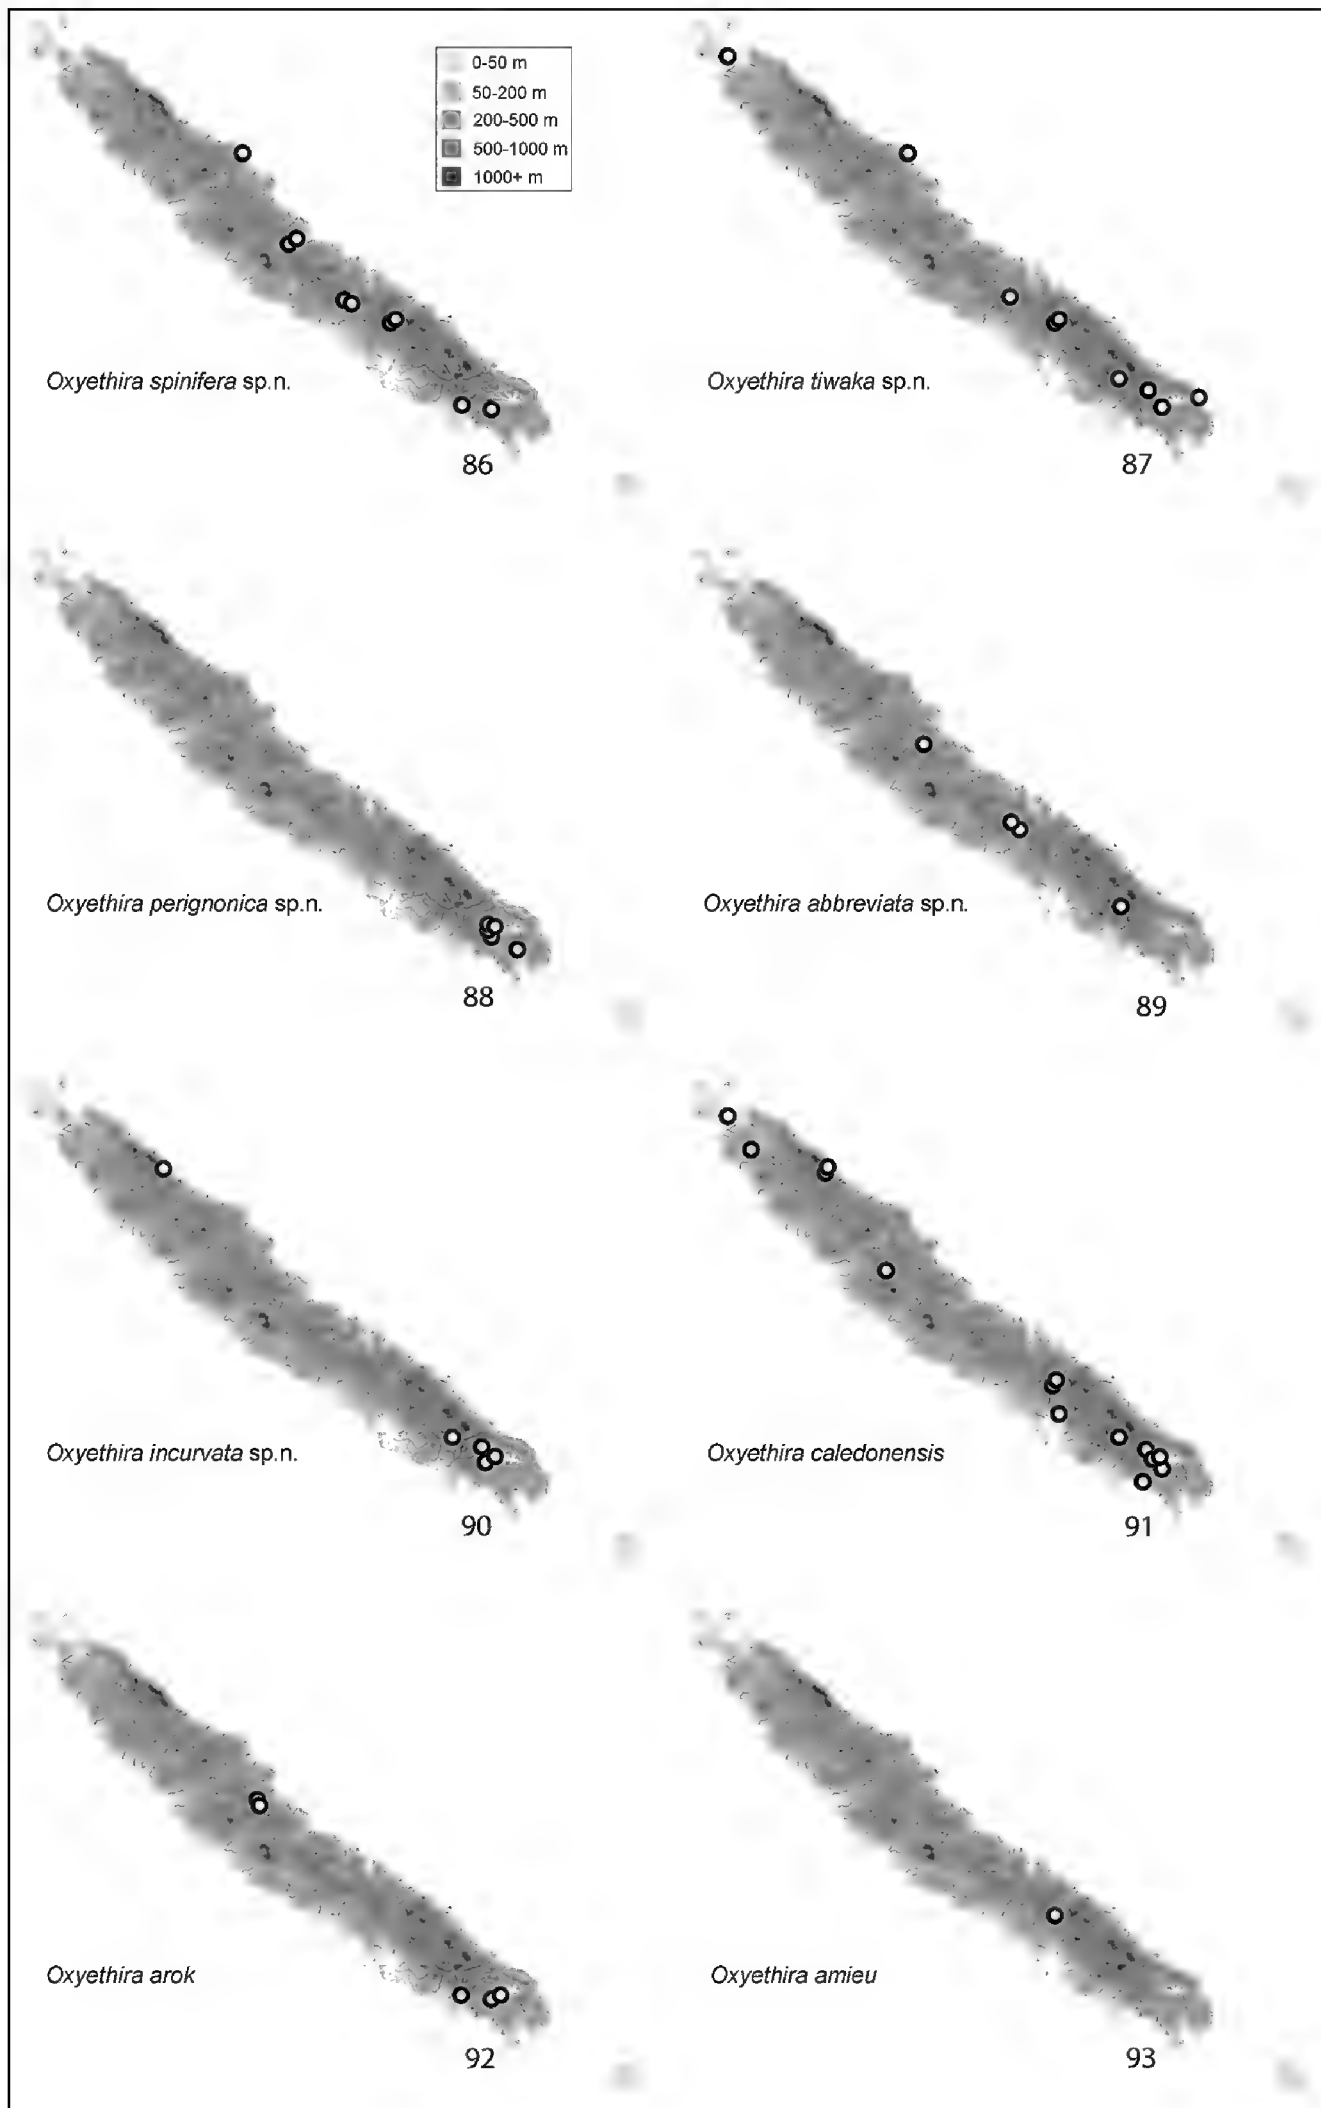 0-50 m
50-200 m
200-500 m
500-1000 m
1000+ m
Oxyethira spinifera sp.n.
86
Oxyethira tiwaka sp.n.
87
Oxyethira perignonica sp.n.
88
Oxyethira abbreviata sp.n.
89
Oxyethira incurvata sp.n.
90
Oxyethira caledonensis
91
Oxyethira arok
92
Oxyethira amieu
93